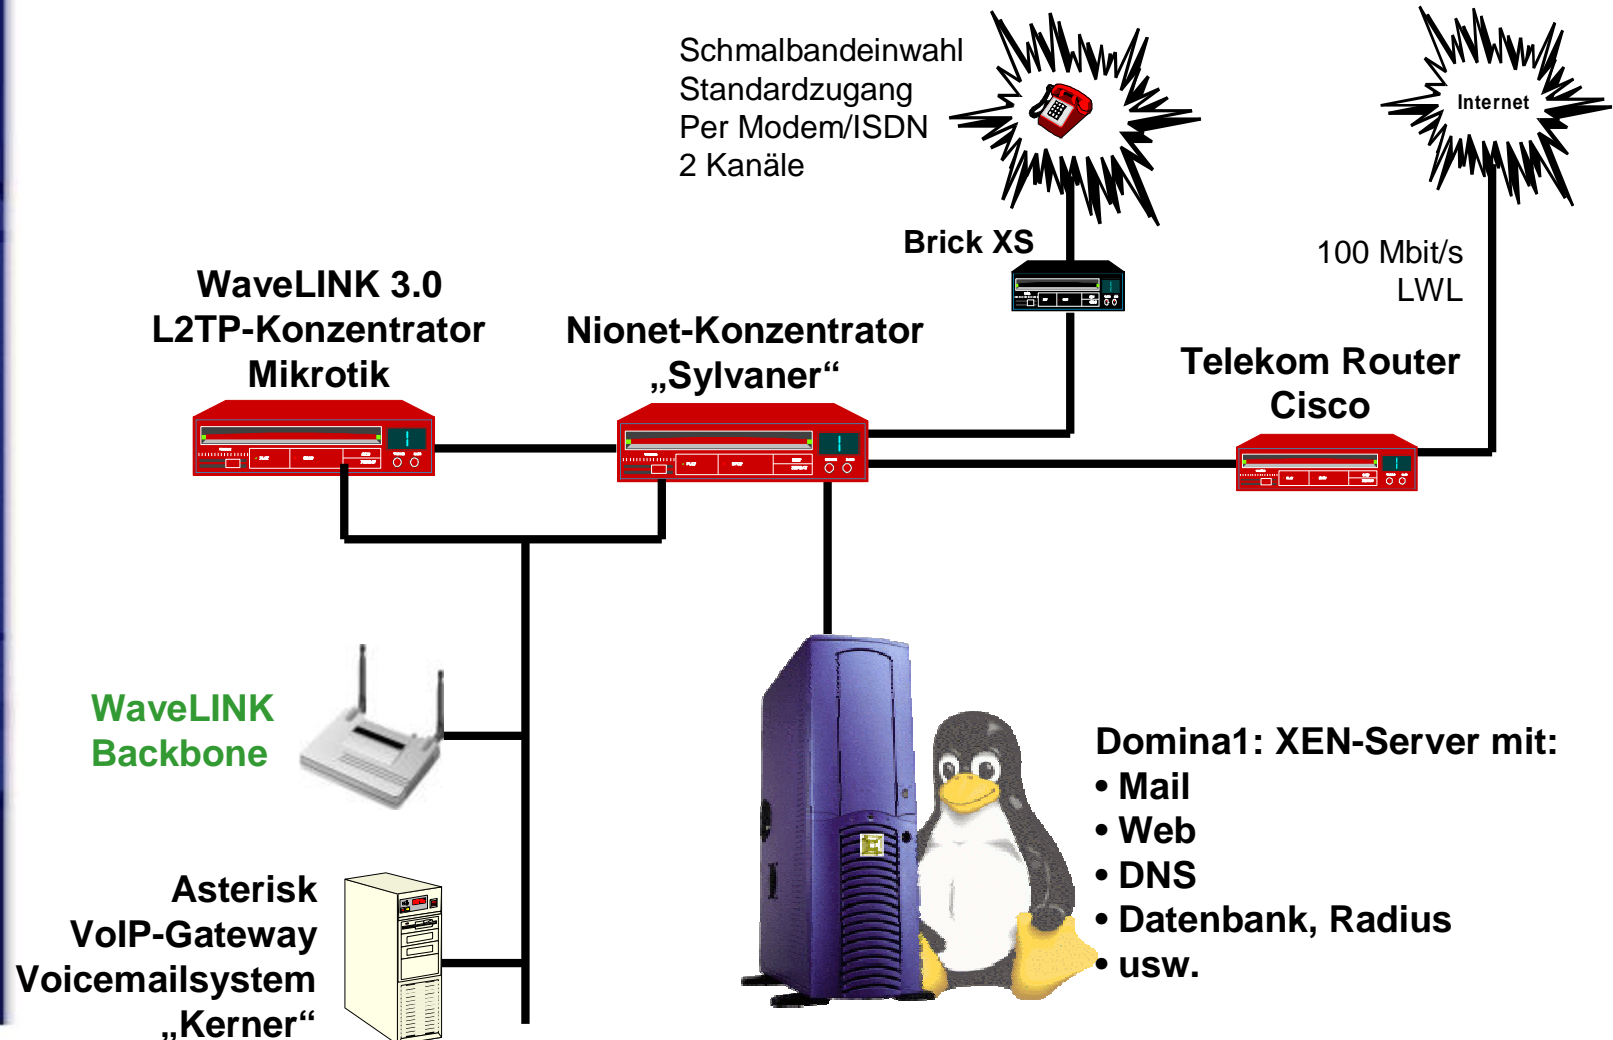 Schmalbandeinwahl
Standardzugang
Per Modem/ISDN
2 Kanäle
Internet
Brick XS
100 Mbit/s
LWL
WaveLINK 3.0
L2TP-Konzentrator
Mikrotik
Nionet-Konzentrator
„Sylvaner“
Telekom Router
Cisco
WaveLINK
Backbone
Domina1: XEN-Server mit:
• Mail
• Web
• DNS
• Datenbank, Radius
• usw.
Asterisk
VoIP-Gateway
Voicemailsystem
„Kerner“